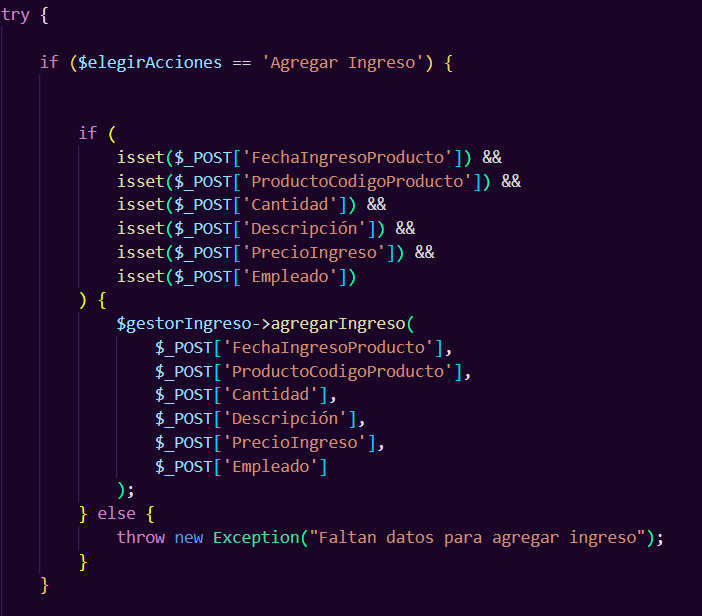 try {
if ($elegirAcciones == 'Agregar Ingreso') {
if (
isset($_POST['FechaIngresoProducto']) &&
isset($_POST['ProductoCodigoProducto']) &&
isset($_POST['Cantidad']) &&
isset($_POST['Descripción']) &&
isset($_POST['PrecioIngreso']) &&
isset($_POST['Empleado'])
) {
$gestorIngreso->agregarIngreso(
$_POST['FechaIngresoProducto'],
$_POST['ProductoCodigoProducto'],
$_POST['Cantidad'],
$_POST['Descripción'],
$_POST['PrecioIngreso'],
$_POST['Empleado']
);
} else {
throw new Exception("Faltan datos para agregar ingreso");
}
}